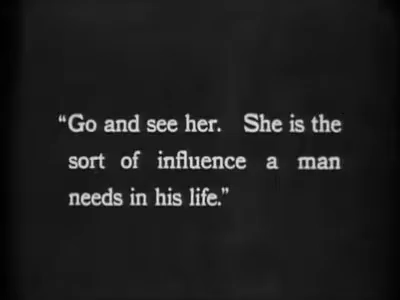 “Go and see her. She is the
sort of influence a man
needs in his life.”